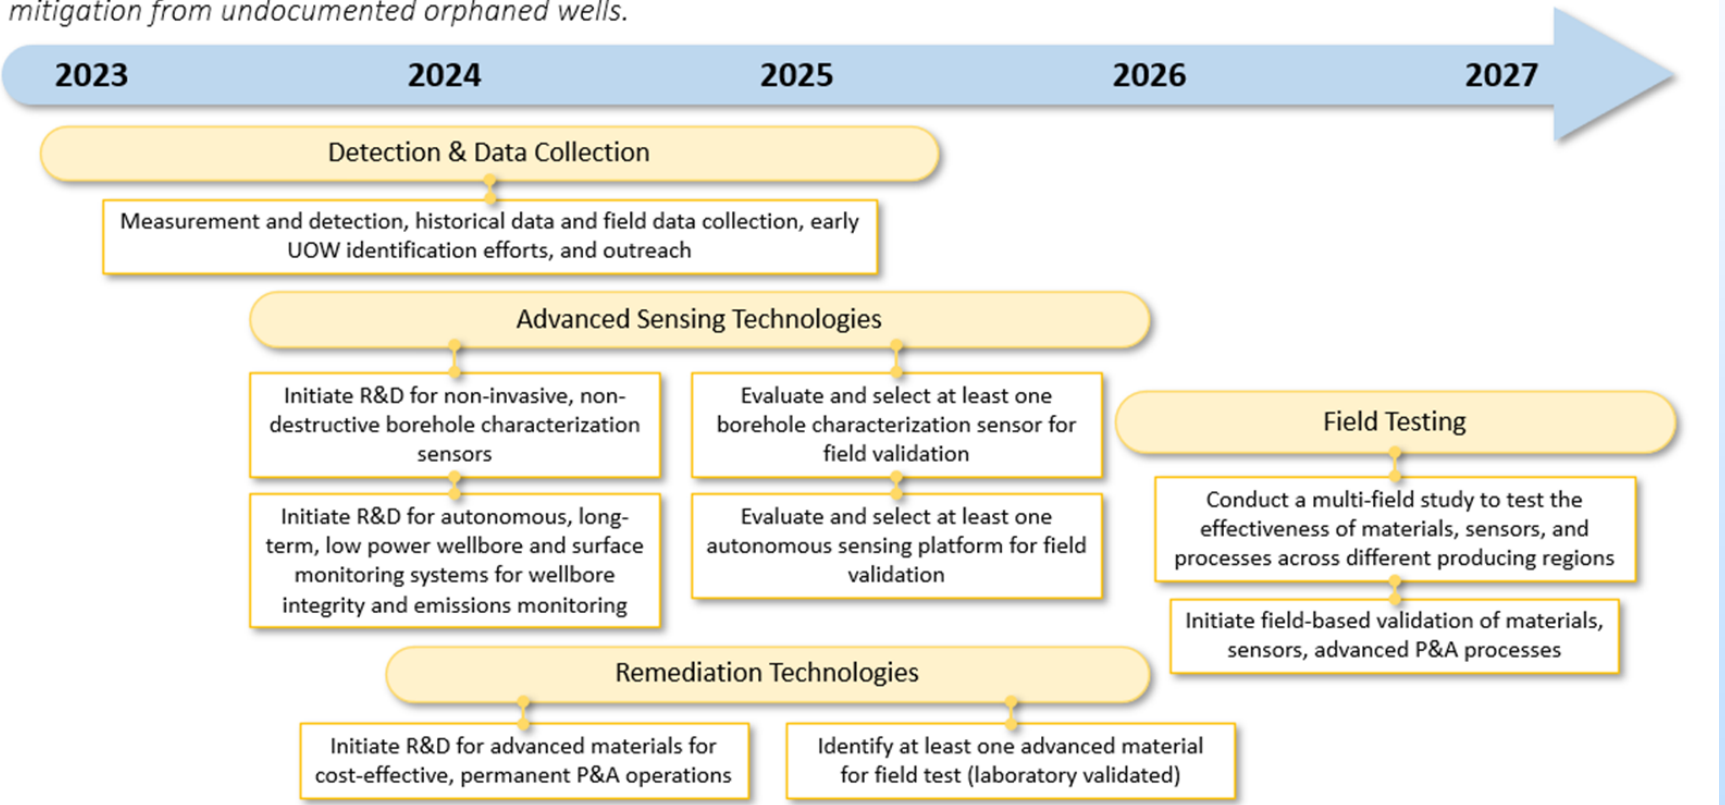 mitigation from undocumented orphaned wells.
2023 2024 2025 2026 2027
Detection & Data Collection
Measurement and detection, historical data and field data collection, early
UOW identification efforts, and outreach
Advanced Sensing Technologies
Initiate R&D for non-invasive, non-
destructive borehole characterization
sensors
Initiate R&D for autonomous, long-
term, low power wellbore and surface
monitoring systems for wellbore
integrity and emissions monitoring
Evaluate and select at least one
borehole characterization sensor for
field validation
Evaluate and select at least one
autonomous sensing platform for field
validation
Field Testing
Conduct a multi-field study to test the
effectiveness of materials, sensors, and
processes across different producing regions
Initiate field-based validation of materials,
sensors, advanced P&A processes
Remediation Technologies
Initiate R&D for advanced materials for
cost-effective, permanent P&A operations
Identify at least one advanced material
for field test (laboratory validated)